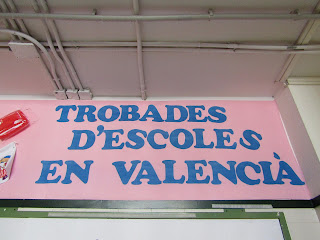 TROBADES
D'ESCOLES
EN VALENCIÀ